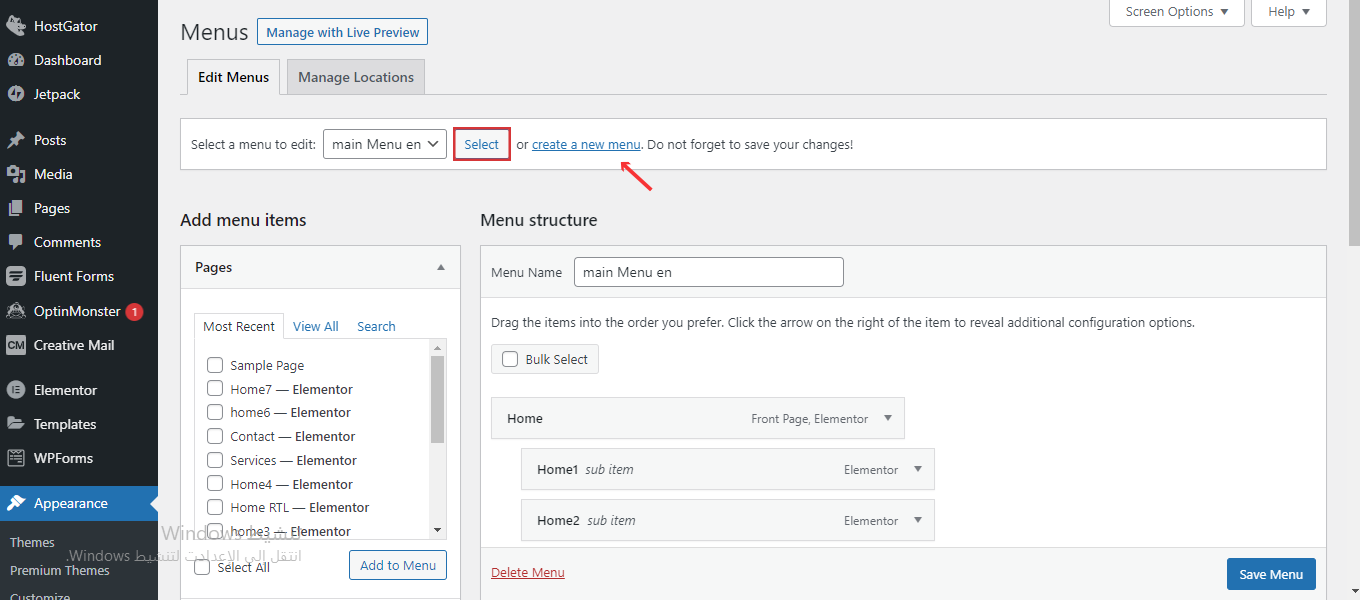 HostGator
Dashboard
Jetpack
Posts
Media
Pages
Comments
Fluent Forms
OptinMonster 1
CM Creative Mail
Elementor
Templates
WPForms
Appearance
Themes
Premium Themes
Customize
Screen Options ▼
Help ▼
Menus
Manage with Live Preview
Edit Menus
Manage Locations
Select a menu to edit: main Menu en Select or create a new menu. Do not forget to save your changes!
Add menu items
Pages
Most Recent View All Search
Sample Page
Home7 — Elementor
home6 — Elementor
Contact — Elementor
Services — Elementor
Home4 — Elementor
Home RTL — Elementor
home3 — Elementor
Select All
Add to Menu
Menu structure
Menu Name main Menu en
Drag the items into the order you prefer. Click the arrow on the right of the item to reveal additional configuration options.
Bulk Select
Home Front Page, Elementor
Home1 sub item Elementor
Home2 sub item Elementor
Delete Menu
Save Menu
تنشيط Windows
انتقل إلى الإعدادت لتنشيط Windows.